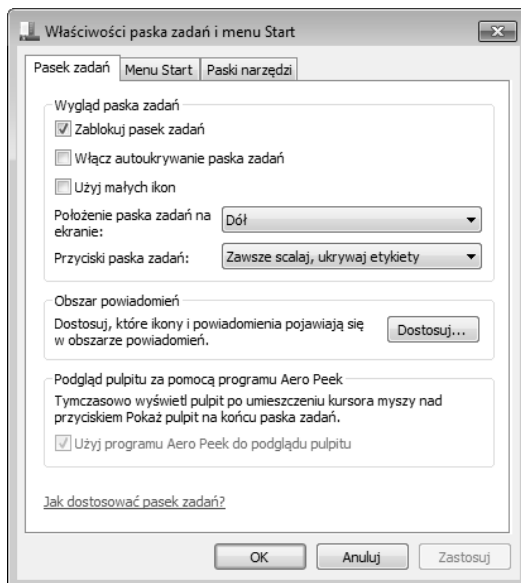 Właściwości paska zadań i menu Start
Pasek zadań Menu Start Paski narzędzi
Wygląd paska zadań
Zablokuj pasek zadań
Włącz autoukrywanie paska zadań
Użyj małych ikon
Położenie paska zadań na
ekranie:
Dół
Przyciski paska zadań:
Zawsze scalaj, ukrywaj etykiety
Obszar powiadomień
Dostosuj, które ikony i powiadomienia pojawiają się
w obszarze powiadomień.
Dostosuj...
Podgląd pulpitu za pomocą programu Aero Peek
Tymczasowo wyświetl pulpit po umieszczeniu kursora myszy nad
przyciskiem Pokaż pulpit na końcu paska zadań.
Użyj programu Aero Peek do podglądu pulpitu
Jak dostosować pasek zadań?
OK Anuluj Zastosuj